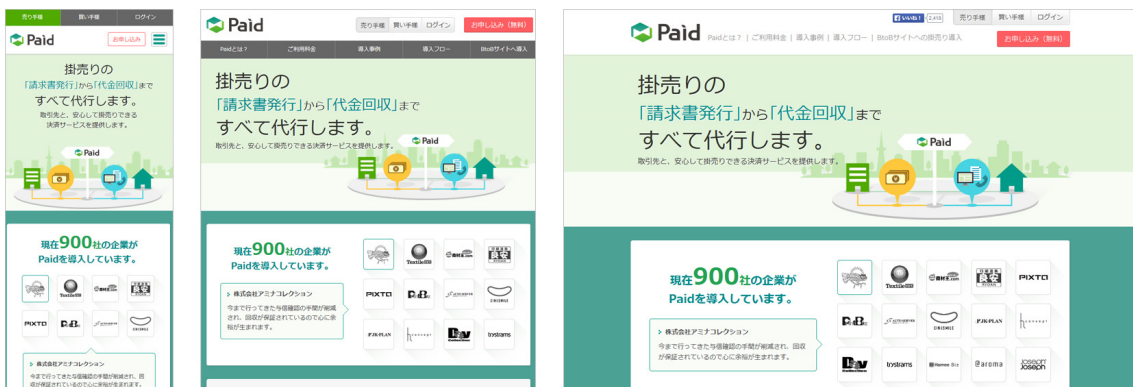 売り手様 買い手様 ログイン
Paid お申し込み
掛売りの
「請求書発行」から「代金回収」まで
すべて代行します。
取引先と、安心して掛売りできる
決済サービスを提供します。
Paid
現在900社の企業が
Paidを導入しています。
Textile
PIXTA P.B. CINEMILE
株式会社アミナコレクション
今まで行ってきた与信確認の手間が削減され、回
収が保証されているので心に余裕が生まれます。
Paid 売り手様 買い手様 ログイン お申し込み（無料）
Paidとは？ ご利用料金 導入事例 導入フロー BtoBサイトへ導入
掛売りの
「請求書発行」から「代金回収」まで
すべて代行します。
取引先と、安心して掛売りできる決済サービスを提供します。
Paid
現在900社の企業が
Paidを導入しています。
株式会社アミナコレクション
今まで行ってきた与信確認の手間が削減
され、回収が保証されているので心に余
裕が生まれます。
Textile
PIXTA
P.JK-PLAN trystrams
いいね！ 売り手様 買い手様 ログイン
Paid Paidとは？ | ご利用料金 | 導入事例 | 導入フロー | BtoBサイトへの掛売り導入 お申し込み（無料）
掛売りの
「請求書発行」から「代金回収」まで
すべて代行します。
取引先と、安心して掛売りできる決済サービスを提供します。
Paid
現在900社の企業が
Paidを導入しています。
株式会社アミナコレクション
今まで行ってきた与信確認の手間が削減され、回収
が保証されているので心に余裕が生まれます。
Textile PIXTA
P.JK-PLAN
trystrams @aroma Joseph Joseph